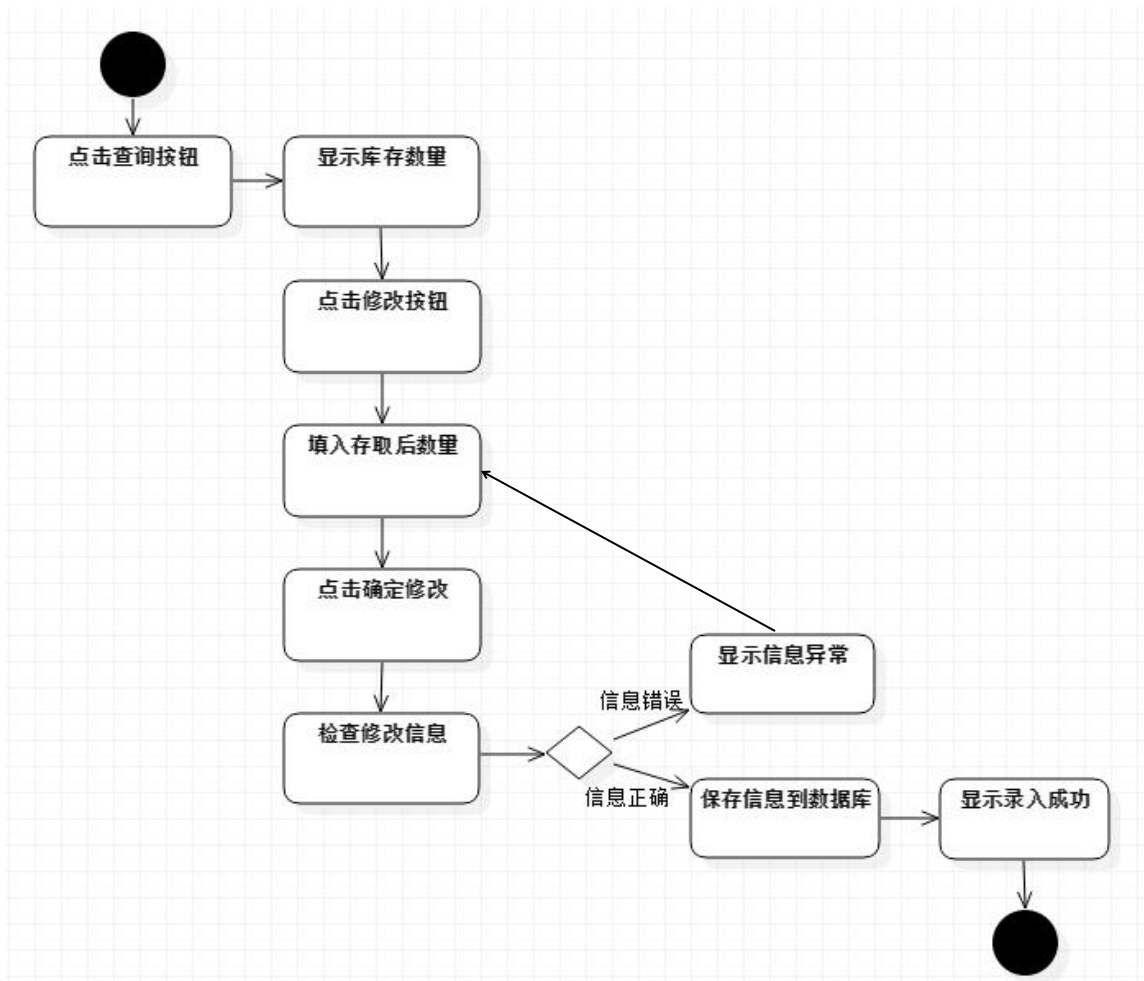 点击查询按钮
显示库存数量
点击修改按钮
填入存取后数量
点击确定修改
检查修改信息
信息错误
显示信息异常
信息正确
保存信息到数据库
显示录入成功